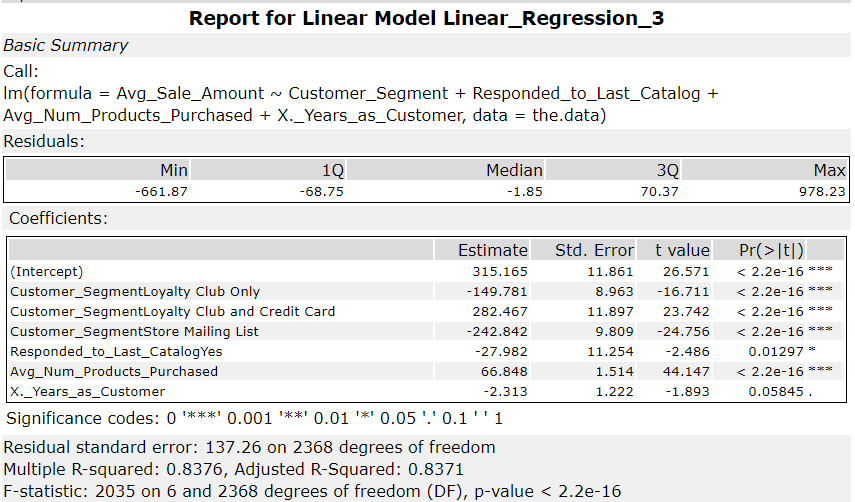 Report for Linear Model Linear_Regression_3
Basic Summary
Call:
lm(formula = Avg_Sale_Amount ~ Customer_Segment + Responded_to_Last_Catalog +
Avg_Num_Products_Purchased + X._Years_as_Customer, data = the.data)
Residuals:
Min 1Q Median 3Q Max
-661.87 -68.75 -1.85 70.37 978.23
Coefficients:
Estimate Std. Error t value Pr(>|t|)
(Intercept) 315.165 11.861 26.571 < 2.2e-16 ***
Customer_SegmentLoyalty Club Only -149.781 8.963 -16.711 < 2.2e-16 ***
Customer_SegmentLoyalty Club and Credit Card 282.467 11.897 23.742 < 2.2e-16 ***
Customer_SegmentStore Mailing List -242.842 9.809 -24.756 < 2.2e-16 ***
Responded_to_Last_CatalogYes -27.982 11.254 -2.486 0.01297 *
Avg_Num_Products_Purchased 66.848 1.514 44.147 < 2.2e-16 ***
X._Years_as_Customer -2.313 1.222 -1.893 0.05845 .
Significance codes: 0 '***' 0.001 '**' 0.01 '*' 0.05 '.' 0.1 ' ' 1
Residual standard error: 137.26 on 2368 degrees of freedom
Multiple R-squared: 0.8376, Adjusted R-Squared: 0.8371
F-statistic: 2035 on 6 and 2368 degrees of freedom (DF), p-value < 2.2e-16